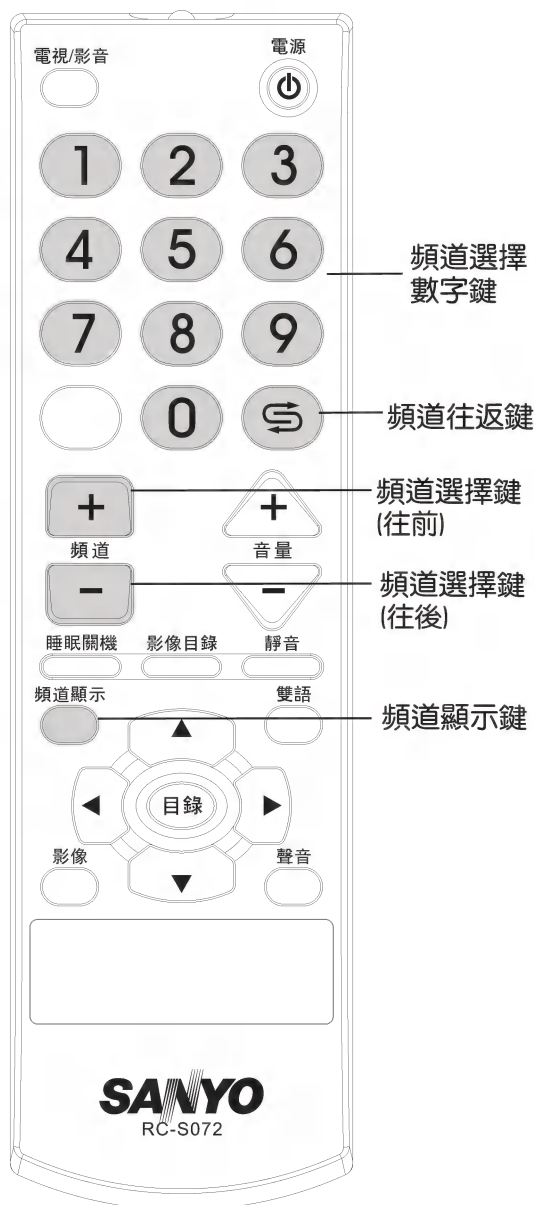 電視/影音 電源
1 2 3
4 5 6
頻道選擇
數字鍵
7 8 9
0 頻道往返鍵
+ + 頻道選擇鍵
(往前)
頻道 音量
- - 頻道選擇鍵
(往後)
睡眠關機 影像目錄 靜音
頻道顯示 雙語
頻道顯示鍵
目錄
影像 聲音
SANYO
RC-S072